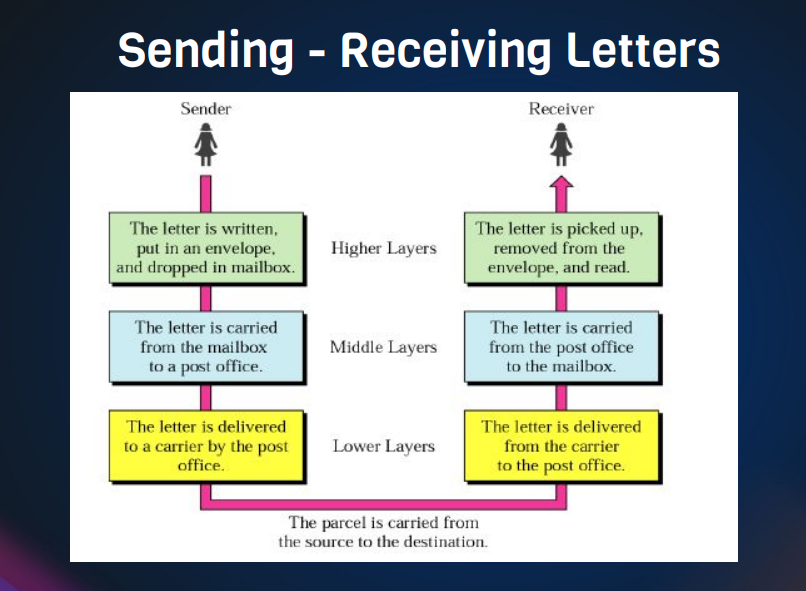 Sending - Receiving Letters
Sender
Receiver
The letter is written,
put in an envelope,
and dropped in mailbox.
Higher Layers
The letter is picked up,
removed from the
envelope, and read.
The letter is carried
from the mailbox
to a post office.
Middle Layers
The letter is carried
from the post office
to the mailbox.
The letter is delivered
to a carrier by the post
office.
Lower Layers
The letter is delivered
from the carrier
to the post office.
The parcel is carried from
the source to the destination.